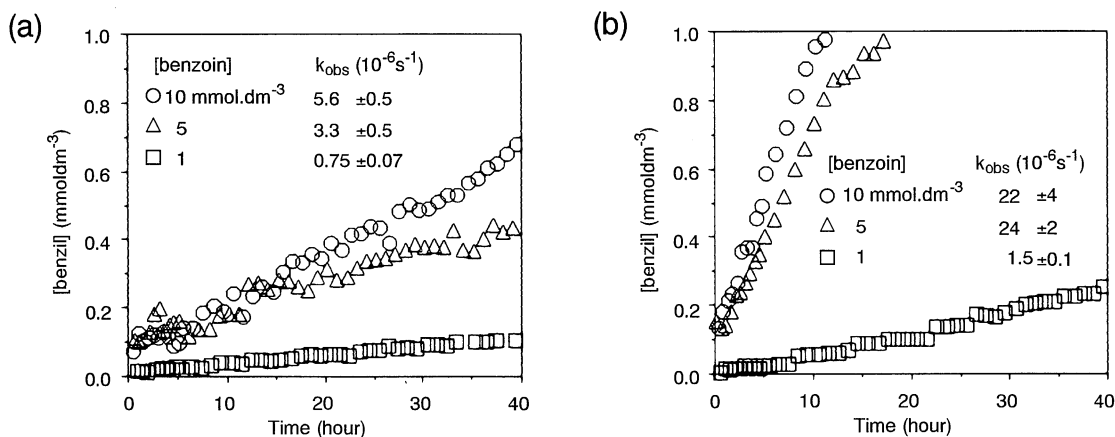 (a)
1.0
0.8
0.6
0.4
0.2
0.0
[benzil] (mmoldm⁻³)
[benzoin] k_obs (10⁻⁶s⁻¹)
10 mmol.dm⁻³ 5.6 ±0.5
5 3.3 ±0.5
1 0.75 ±0.07
0 10 20 30 40
Time (hour)
(b)
1.0
0.8
0.6
0.4
0.2
0.0
[benzil] (mmoldm⁻³)
[benzoin] k_obs (10⁻⁶s⁻¹)
10 mmol.dm⁻³ 22 ±4
5 24 ±2
1 1.5 ±0.1
0 10 20 30 40
Time (hour)